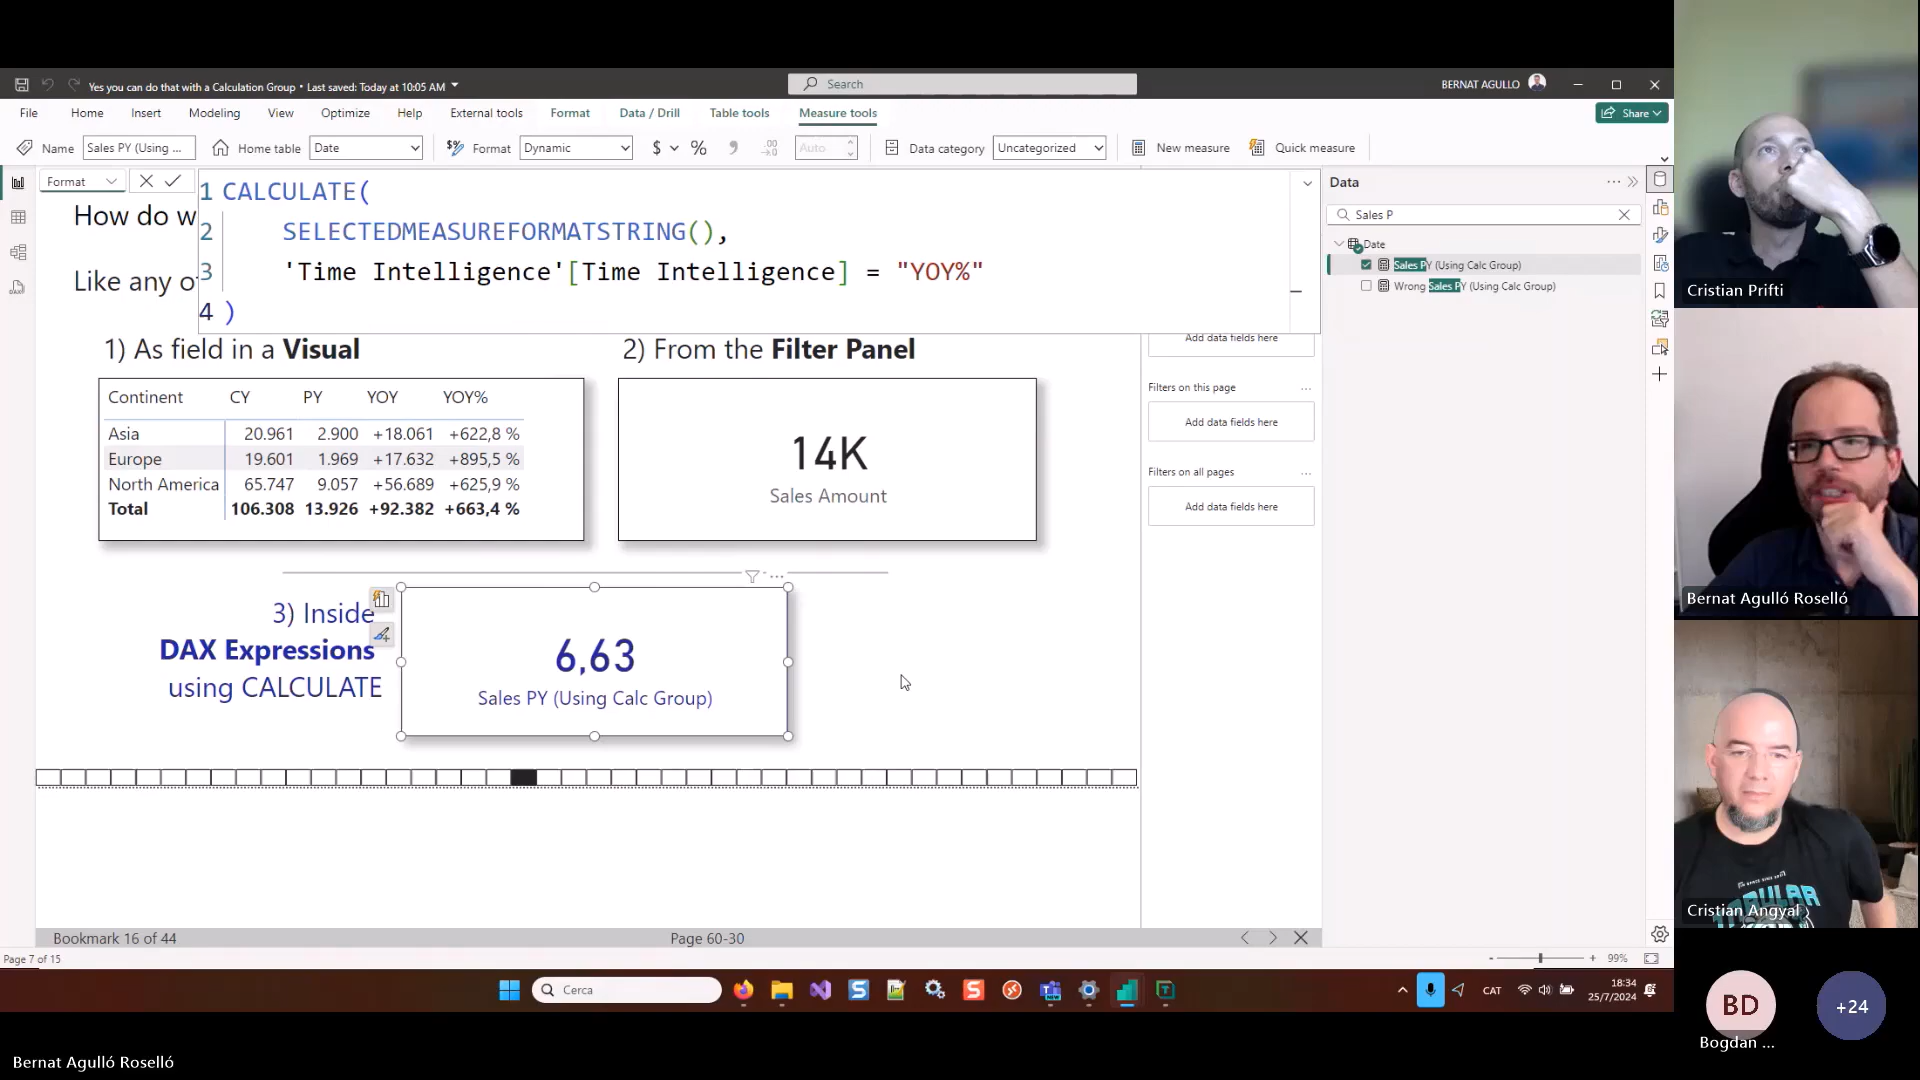 Yes you can do that with a Calculation Group • Last saved: Today at 10:05 AM
Search
BERNAT AGULLO
File
Home
Insert
Modeling
View
Optimize
Help
External tools
Format
Data / Drill
Table tools
Measure tools
Share
Name
Sales PY (Using ...
Home table
Date
Format
Dynamic
$
%
Auto
Data category
Uncategorized
New measure
Quick measure
Format
1 CALCULATE(
2 SELECTEDMEASUREFORMATSTRING(),
3 'Time Intelligence'[Time Intelligence] = "YOY%"
4 )
How do w
Like any o
1) As field in a Visual
Continent CY PY YOY YOY%
Asia 20.961 2.900 +18.061 +622,8 %
Europe 19.601 1.969 +17.632 +895,5 %
North America 65.747 9.057 +56.689 +625,9 %
Total 106.308 13.926 +92.382 +663,4 %
2) From the Filter Panel
14K
Sales Amount
3) Inside
DAX Expressions
using CALCULATE
6,63
Sales PY (Using Calc Group)
Add data fields here
Filters on this page
Add data fields here
Filters on all pages
Add data fields here
Data
Sales P
Date
Sales PY (Using Calc Group)
Wrong Sales PY (Using Calc Group)
Bookmark 16 of 44
Page 60-30
Page 7 of 15
99%
Cerca
CAT
18:34
25/7/2024
Cristian Prifti
Bernat Agulló Roselló
TABULAR
Cristian Angyal
BD
Bogdan ...
+24
Bernat Agulló Roselló